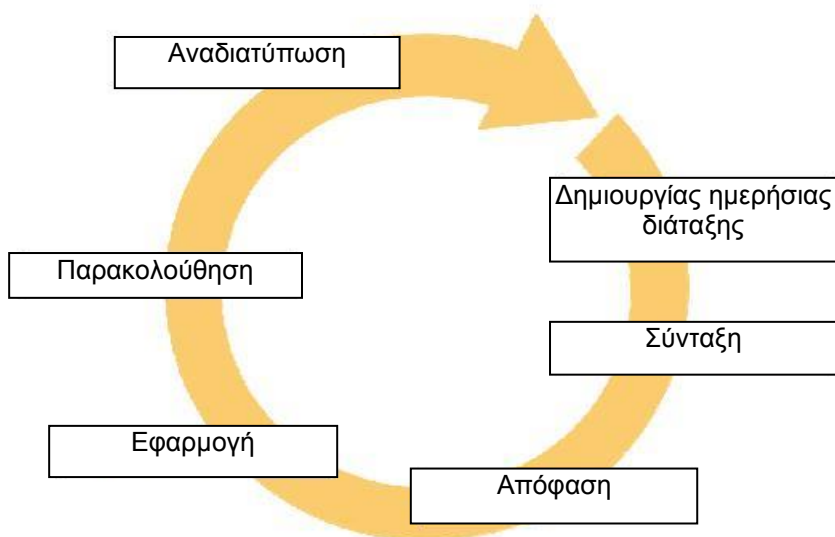 Αναδιατύπωση
Δημιουργίας ημερήσιας
διάταξης
Παρακολούθηση
Σύνταξη
Εφαρμογή
Απόφαση